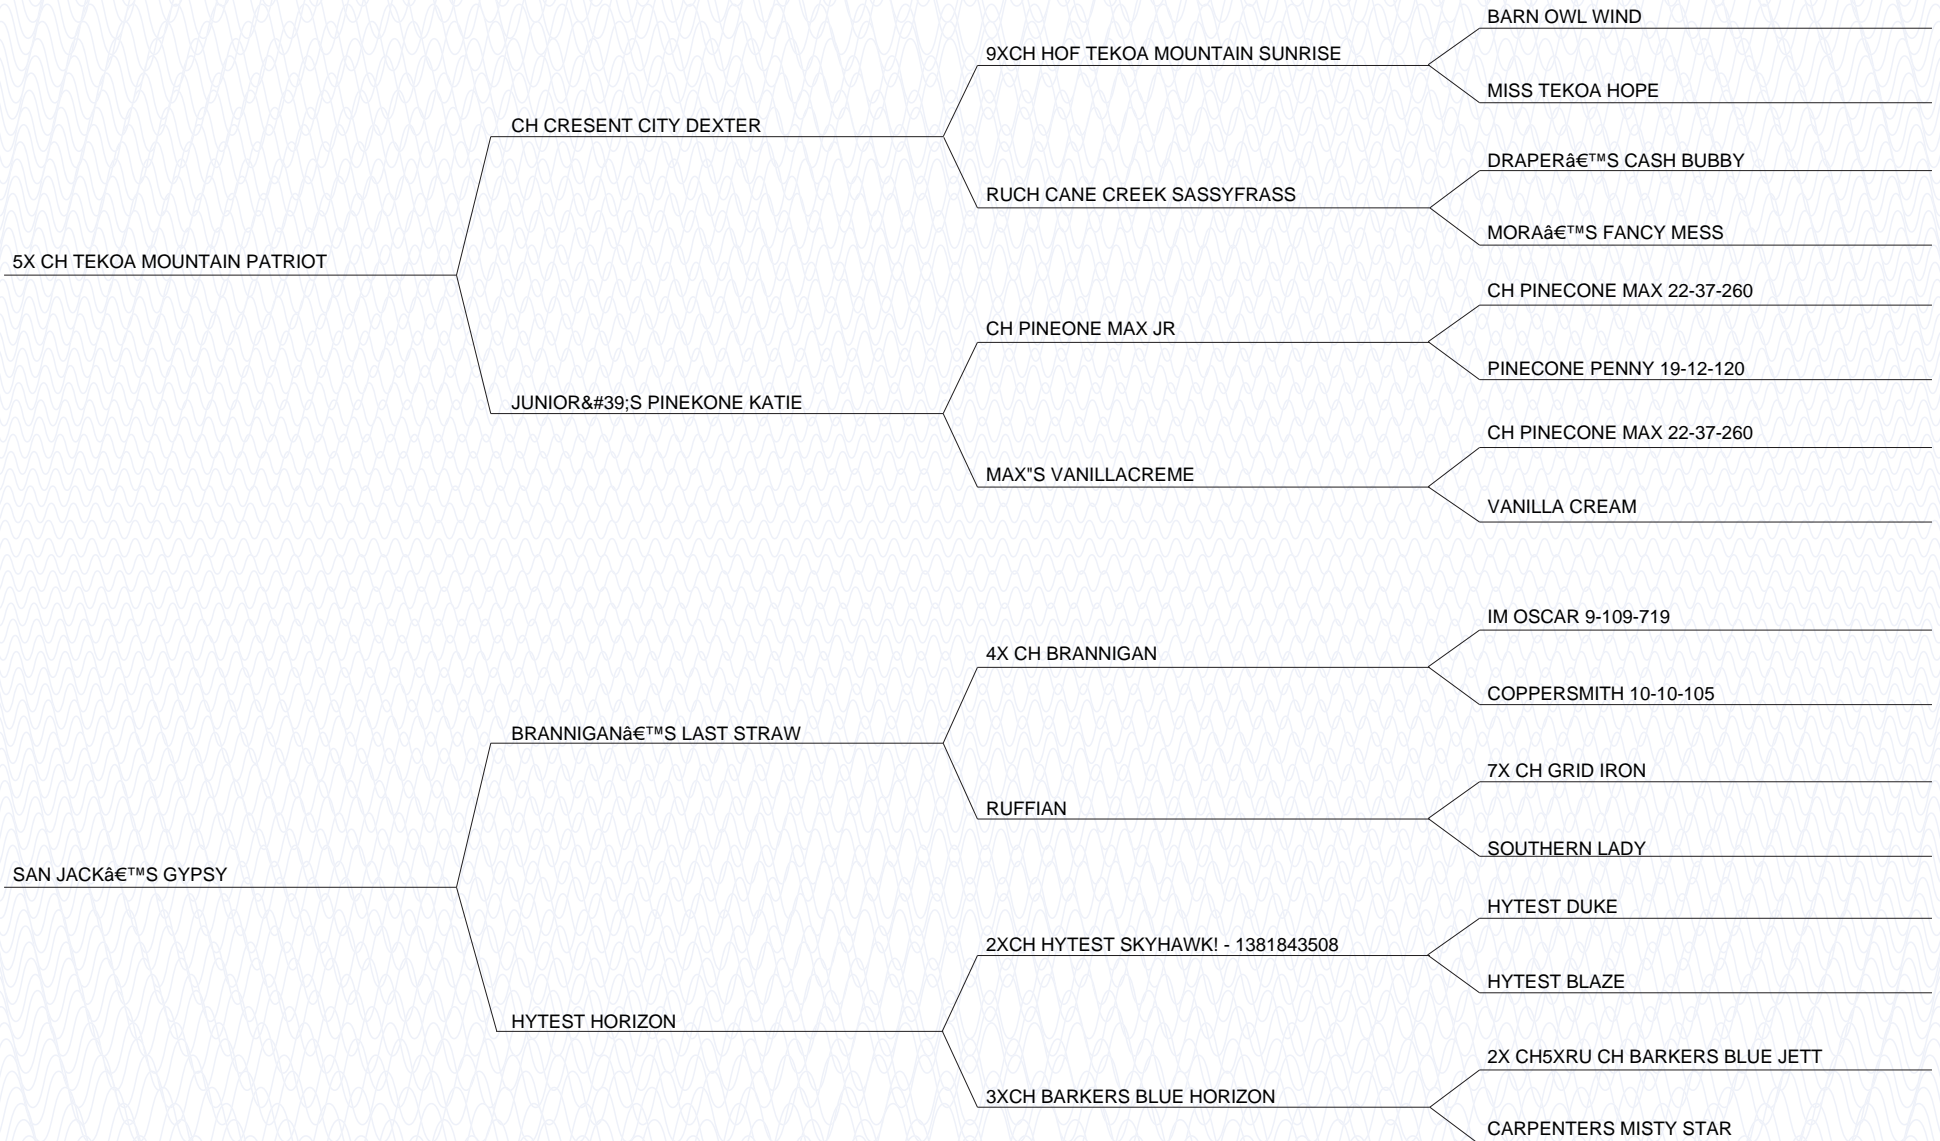 BARN OWL WIND
9XCH HOF TEKOA MOUNTAIN SUNRISE
MISS TEKOA HOPE
CH CRESENT CITY DEXTER
DRAPERâ€™S CASH BUBBY
RUCH CANE CREEK SASSYFRASS
MORAâ€™S FANCY MESS
5X CH TEKOA MOUNTAIN PATRIOT
CH PINECONE MAX 22-37-260
CH PINEONE MAX JR
PINECONE PENNY 19-12-120
JUNIOR&#39;S PINEKONE KATIE
CH PINECONE MAX 22-37-260
MAX"S VANILLACREME
VANILLA CREAM
IM OSCAR 9-109-719
4X CH BRANNIGAN
COPPERSMITH 10-10-105
BRANNIGANâ€™S LAST STRAW
7X CH GRID IRON
RUFFIAN
SOUTHERN LADY
SAN JACKâ€™S GYPSY
HYTEST DUKE
2XCH HYTEST SKYHAWK! - 1381843508
HYTEST BLAZE
HYTEST HORIZON
2X CH5XRU CH BARKERS BLUE JETT
3XCH BARKERS BLUE HORIZON
CARPENTERS MISTY STAR